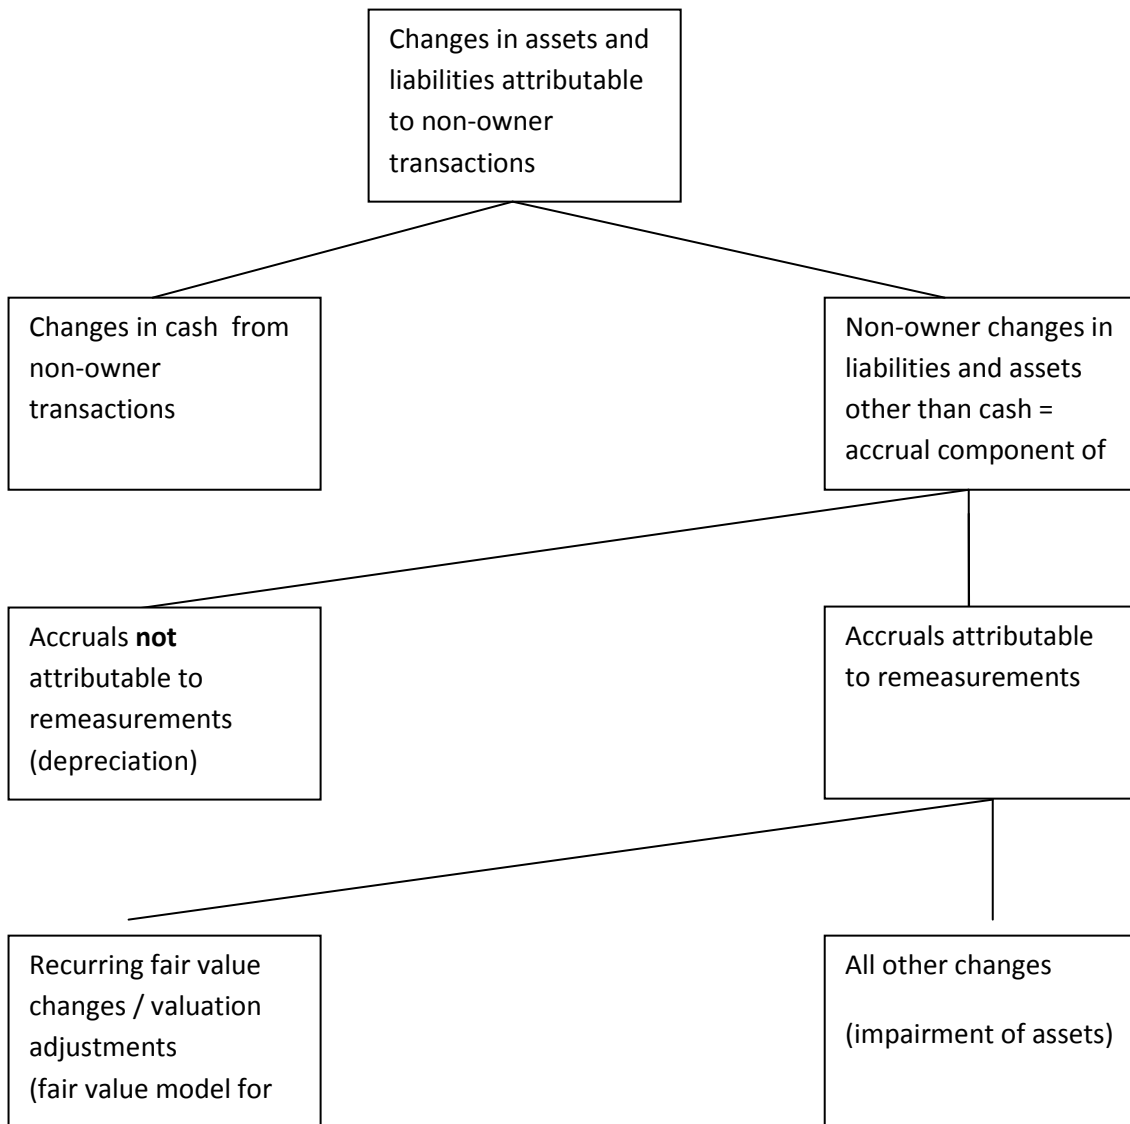 Changes in assets and
liabilities attributable
to non-owner
transactions
Changes in cash  from
non-owner
transactions
Non-owner changes in
liabilities and assets
other than cash =
accrual component of
Accruals not
attributable to
remeasurements
(depreciation)
Accruals attributable
to remeasurements
Recurring fair value
changes / valuation
adjustments
(fair value model for
All other changes
(impairment of assets)